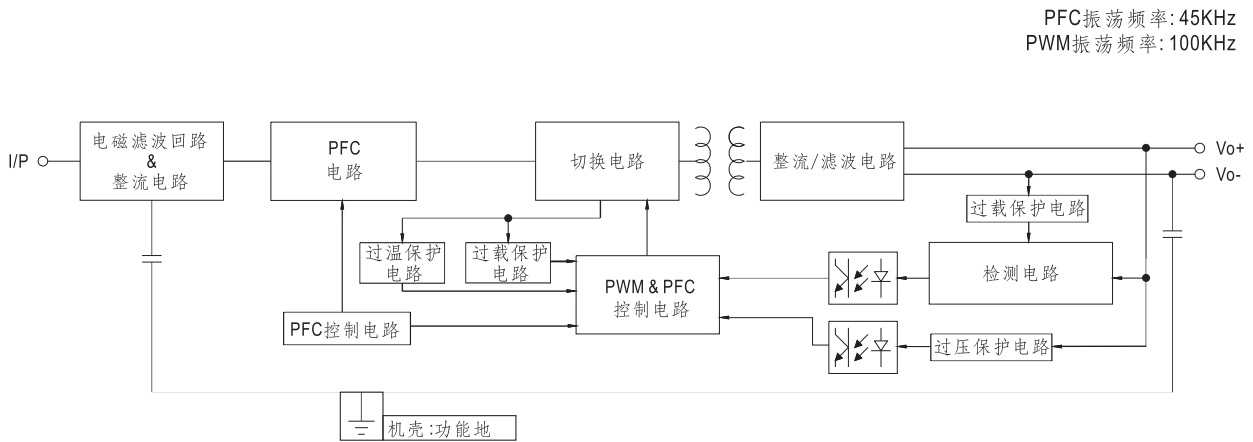 PFC振荡频率: 45KHz
PWM振荡频率: 100KHz
I/P
电磁滤波回路
&
整流电路
PFC
电路
切换电路
整流/滤波电路
Vo+
Vo-
过载保护电路
过温保护
电路
过载保护
电路
PWM & PFC
控制电路
检测电路
PFC控制电路
过压保护电路
机壳:功能地